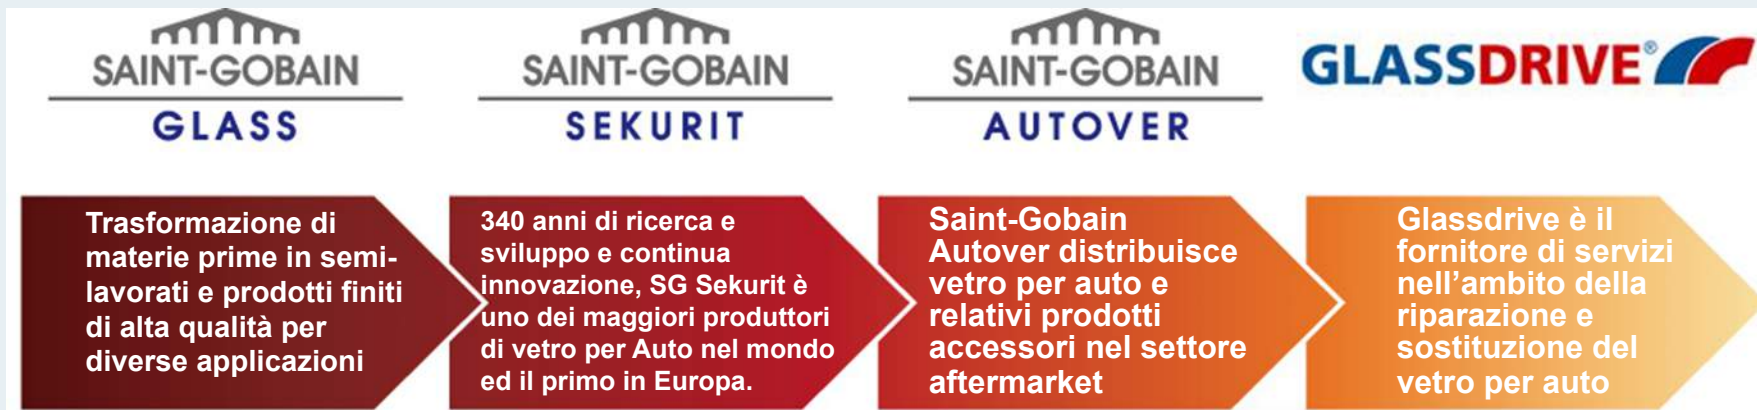 SAINT-GOBAIN
GLASS
SAINT-GOBAIN
SEKURIT
SAINT-GOBAIN
AUTOVER
GLASSDRIVE®
Trasformazione di
materie prime in semi-
lavorati e prodotti finiti
di alta qualità per
diverse applicazioni
340 anni di ricerca e
sviluppo e continua
innovazione, SG Sekurit è
uno dei maggiori produttori
di vetro per Auto nel mondo
ed il primo in Europa.
Saint-Gobain
Autover distribuisce
vetro per auto e
relativi prodotti
accessori nel settore
aftermarket
Glassdrive è il
fornitore di servizi
nell’ambito della
riparazione e
sostituzione del
vetro per auto